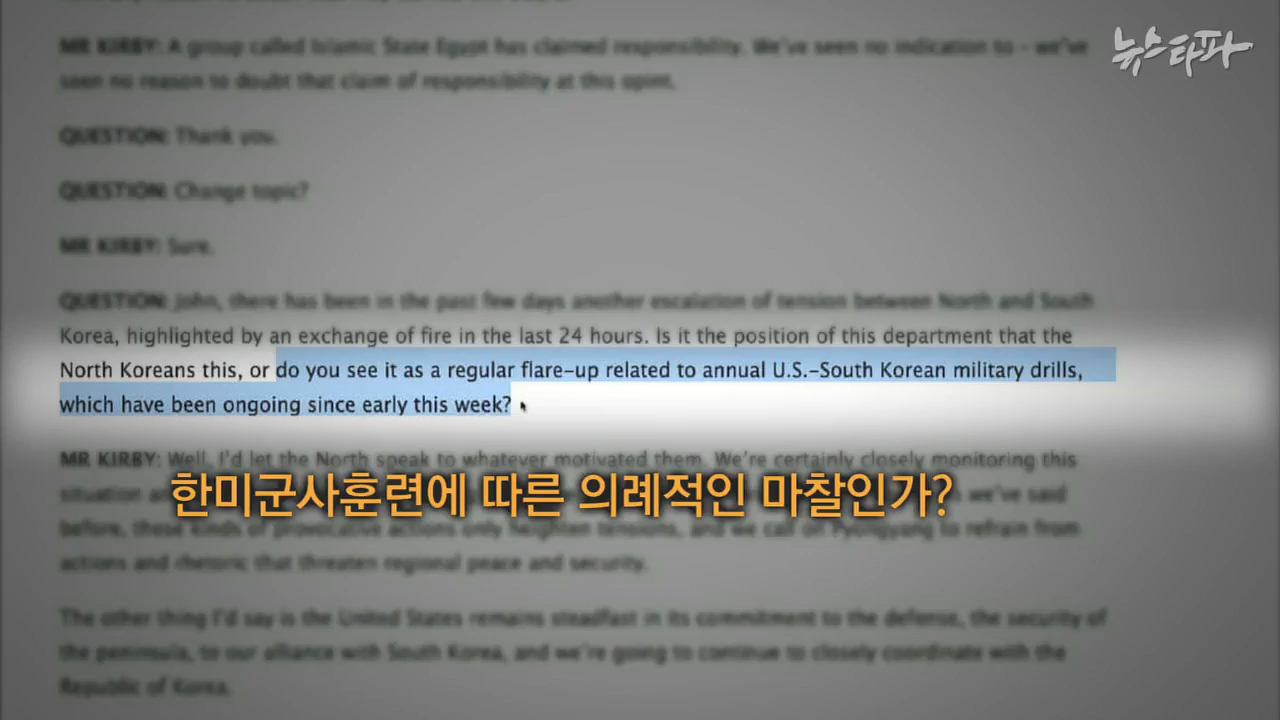 뉴스타파
MR KIRBY: A group called Islamic State Egypt has claimed responsibility. We've seen no indication to - we've
seen no reason to doubt that claim of responsibility at this opint.
QUESTION: Thank you.
QUESTION: Change topic?
MR KIRBY: Sure.
QUESTION: John, there has been in the past few days another escalation of tension between North and South
Korea, highlighted by an exchange of fire in the last 24 hours. Is it the position of this department that the
North Koreans this, or do you see it as a regular flare-up related to annual U.S.-South Korean military drills,
which have been ongoing since early this week?
MR KIRBY: Well, I'd let the North speak to whatever motivated them. We're certainly closely monitoring this
situation we've said
한미군사훈련에 따른 의례적인 마찰인가?
before, these kinds of provocative actions only heighten tensions, and we call on Pyongyang to refrain from
actions and rhetoric that threaten regional peace and security.
The other thing I'd say is the United States remains steadfast in its commitment to the defense, the security of
the peninsula, to our alliance with South Korea, and we're going to continue to closely coordinate with the
Republic of Korea.